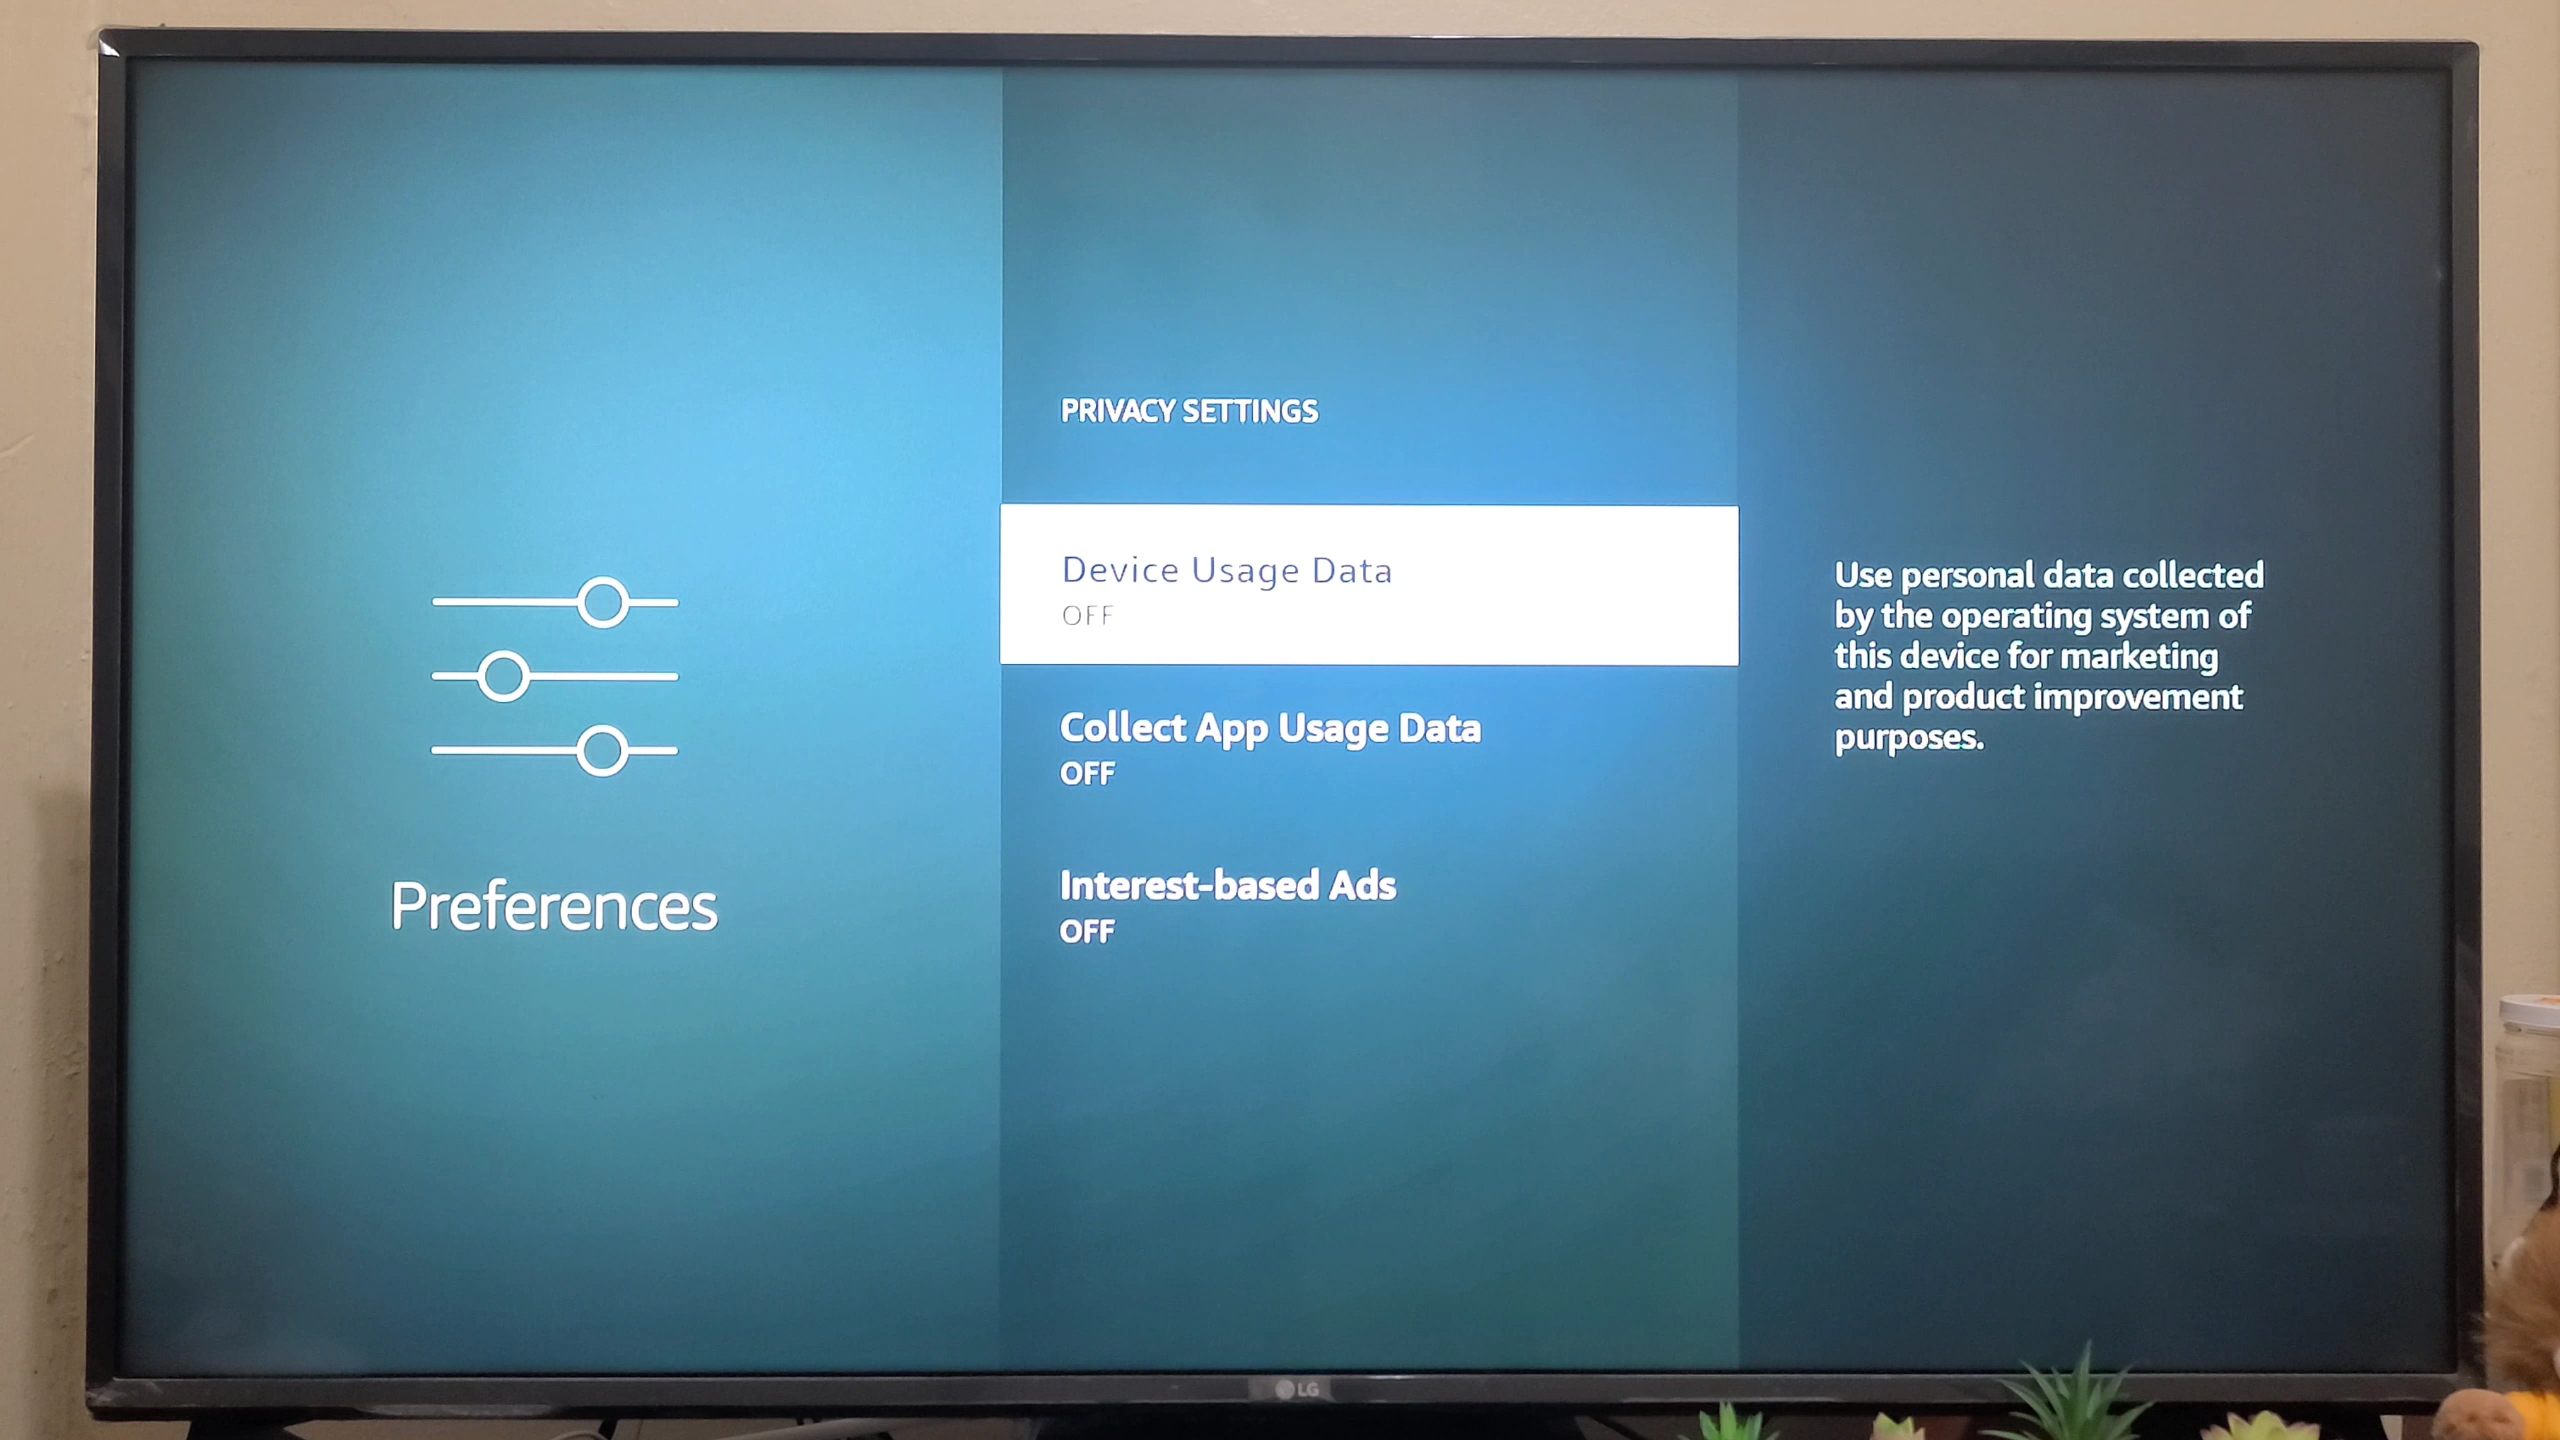 Preferences
PRIVACY SETTINGS
Device Usage Data
OFF
Collect App Usage Data
OFF
Interest-based Ads
OFF
Use personal data collected
by the operating system of
this device for marketing
and product improvement
purposes.
LG